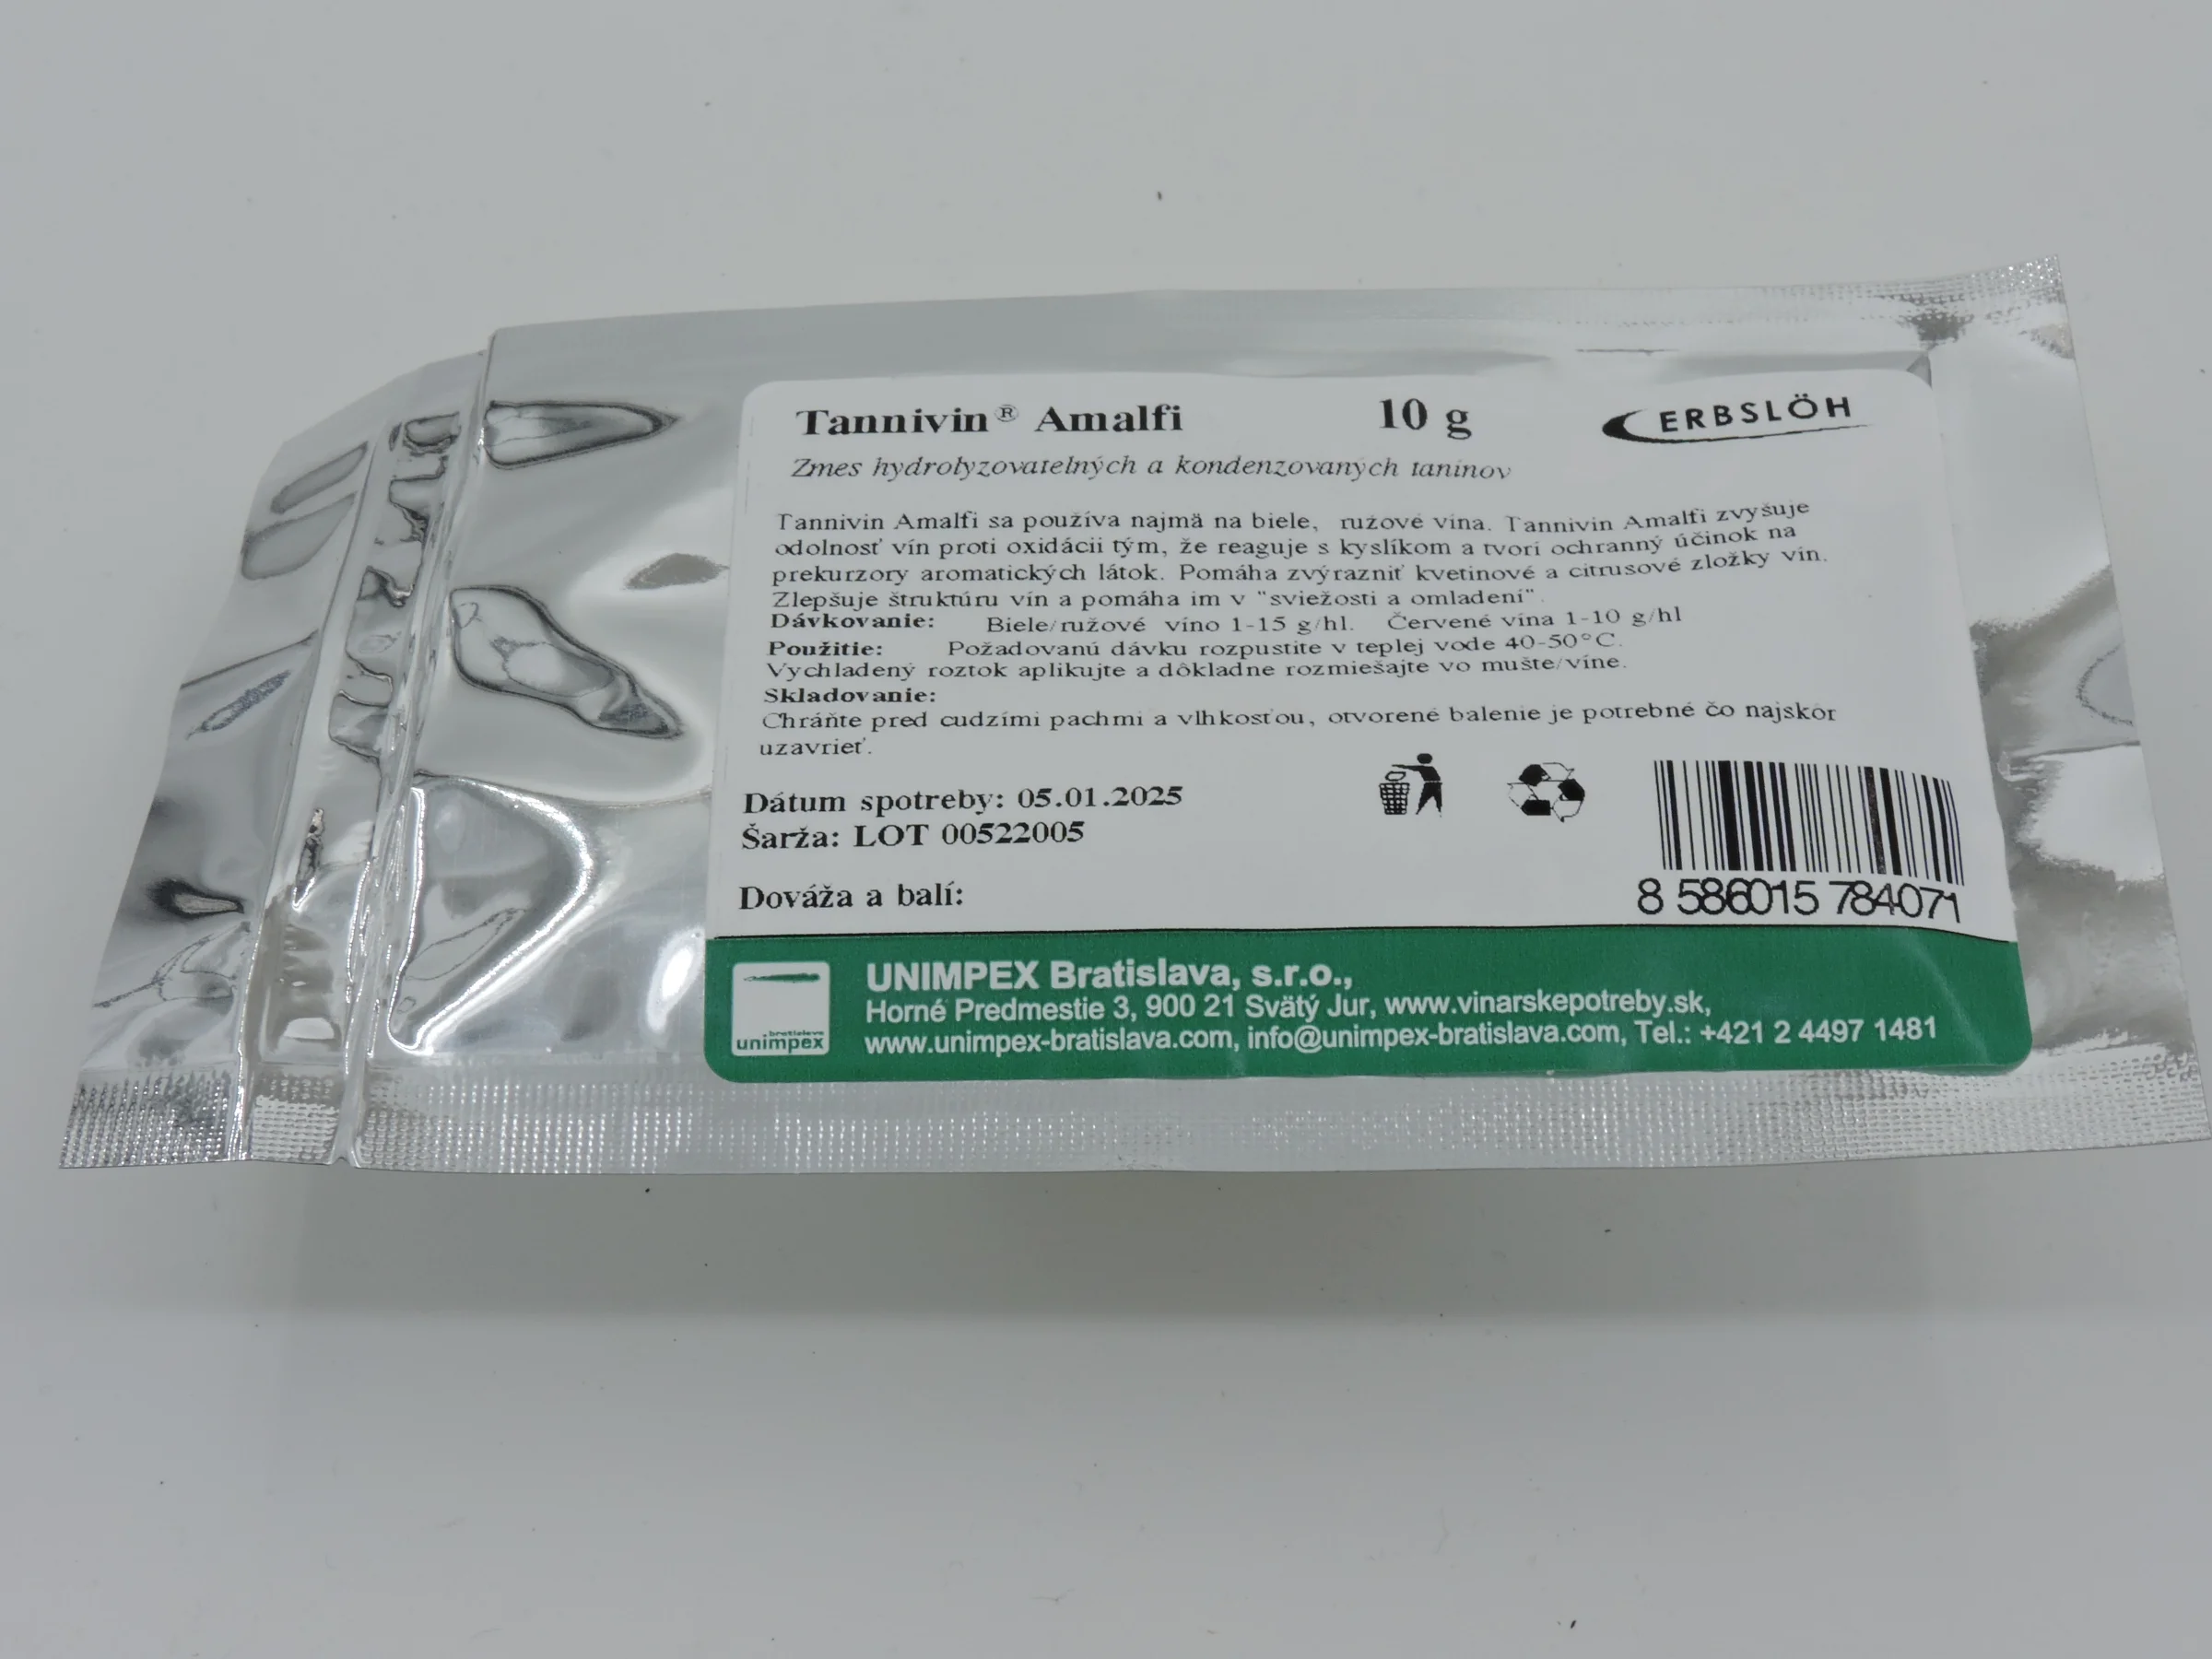 Tannivin® Amalfi 10 g ERBSLÖH
Zmes hydrolyzovatelných a kondenzovaných tanínov
Tannivin Amalfi sa používa najmä na biele, ružové vína. Tannivin Amalfi zvyšuje
odolnosť vín proti oxidácii tým, že reaguje s kyslíkom a tvorí ochranný účinok na
prekurzory aromatických látok. Pomáha zvýrazniť kvetinové a citrusové zložky vín.
Zlepšuje štruktúru vín a pomáha im v "sviežosti a omladení".
Dávkovanie: Biele/ružové víno 1-15 g/hl. Červené vína 1-10 g/hl
Použitie: Požadovanú dávku rozpustite v teplej vode 40-50°C.
Vychladený roztok aplikujte a dôkladne rozmiešajte vo mušte/víne.
Skladovanie:
Chráňte pred cudzími pachmi a vlhkosťou, otvorené balenie je potrebné čo najskôr
uzavrieť.
Dátum spotreby: 05.01.2025
Šarža: LOT 00522005
8 586015 784071
Dováža a balí:
bratislava
unimpex
UNIMPEX Bratislava, s.r.o.,
Horné Predmestie 3, 900 21 Svätý Jur, www.vinarskepotreby.sk,
www.unimpex-bratislava.com, info@unimpex-bratislava.com, Tel.: +421 2 4497 1481